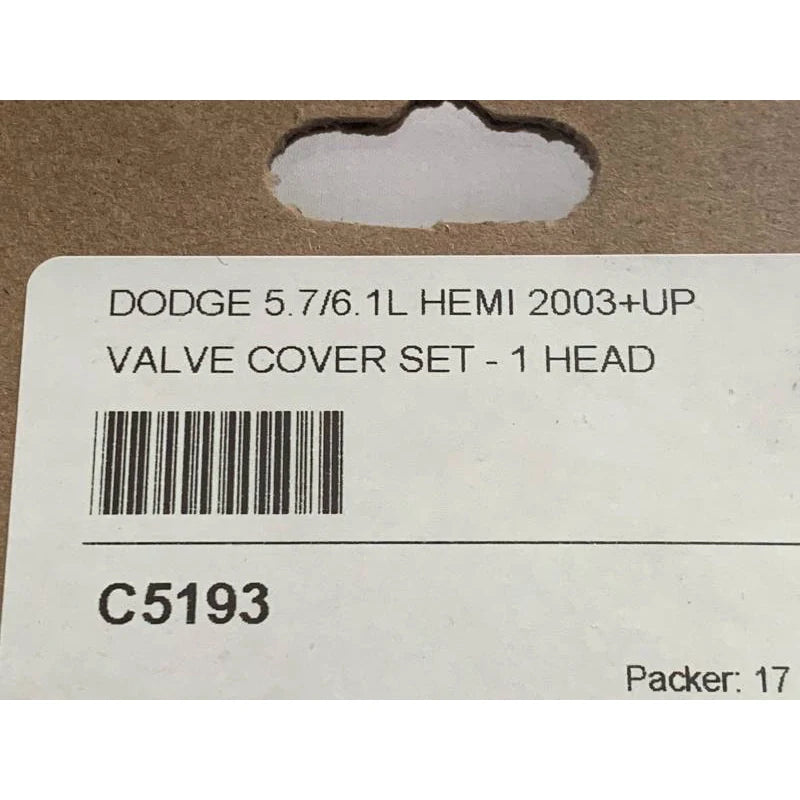 DODGE 5.7/6.1L HEMI 2003+UP
VALVE COVER SET - 1 HEAD
C5193
Packer: 17